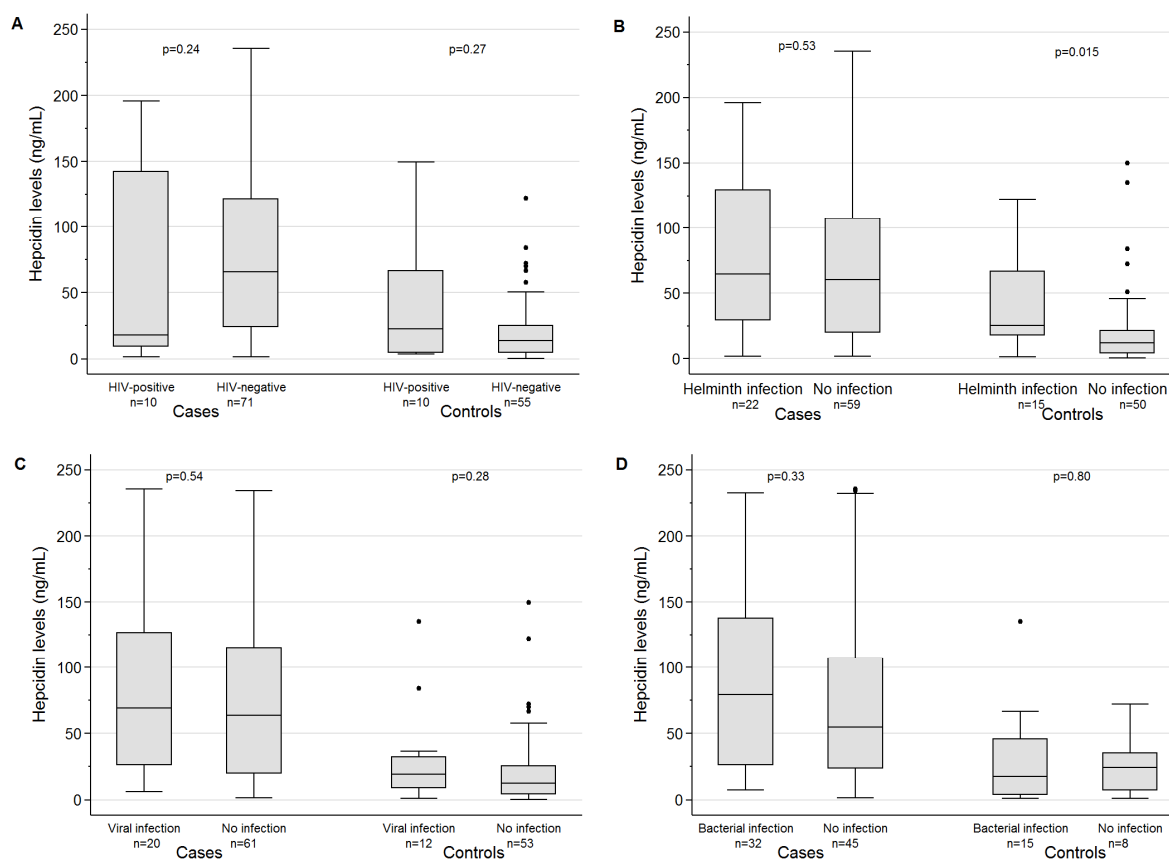 A
p=0.24 p=0.27
Hepcidin levels (ng/mL)
250
200
150
100
50
0
HIV-positive HIV-negative HIV-positive HIV-negative
n=10 n=71 n=10 n=55
Cases Controls
B
p=0.53 p=0.015
Hepcidin levels (ng/mL)
250
200
150
100
50
0
Helminth infection No infection Helminth infection No infection
n=22 n=59 n=15 n=50
Cases Controls
C
p=0.54 p=0.28
Hepcidin levels (ng/mL)
250
200
150
100
50
0
Viral infection No infection Viral infection No infection
n=20 n=61 n=12 n=53
Cases Controls
D
p=0.33 p=0.80
Hepcidin levels (ng/mL)
250
200
150
100
50
0
Bacterial infection No infection Bacterial infection No infection
n=32 n=45 n=15 n=8
Cases Controls